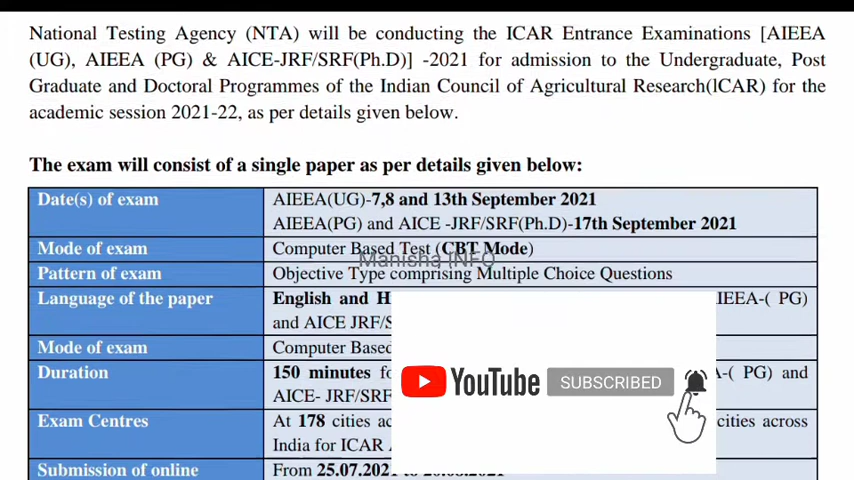 National Testing Agency (NTA) will be conducting the ICAR Entrance Examinations [AIEEA
(UG), AIEEA (PG) & AICE-JRF/SRF(Ph.D)] -2021 for admission to the Undergraduate, Post
Graduate and Doctoral Programmes of the Indian Council of Agricultural Research(lCAR) for the
academic session 2021-22, as per details given below.
The exam will consist of a single paper as per details given below:
Date(s) of exam AIEEA(UG)-7,8 and 13th September 2021
AIEEA(PG) and AICE -JRF/SRF(Ph.D)-17th September 2021
Mode of exam Computer Based Test (CBT Mode)
Manisha INFO
Pattern of exam Objective Type comprising Multiple Choice Questions
Language of the paper English and H IEEA-( PG)
and AICE JRF/S
Mode of exam Computer Based
Duration 150 minutes fo A-( PG) and
AICE- JRF/SRF
YouTube SUBSCRIBED
Exam Centres At 178 cities ac cities across
India for ICAR
Submission of online From 25.07.2021 to